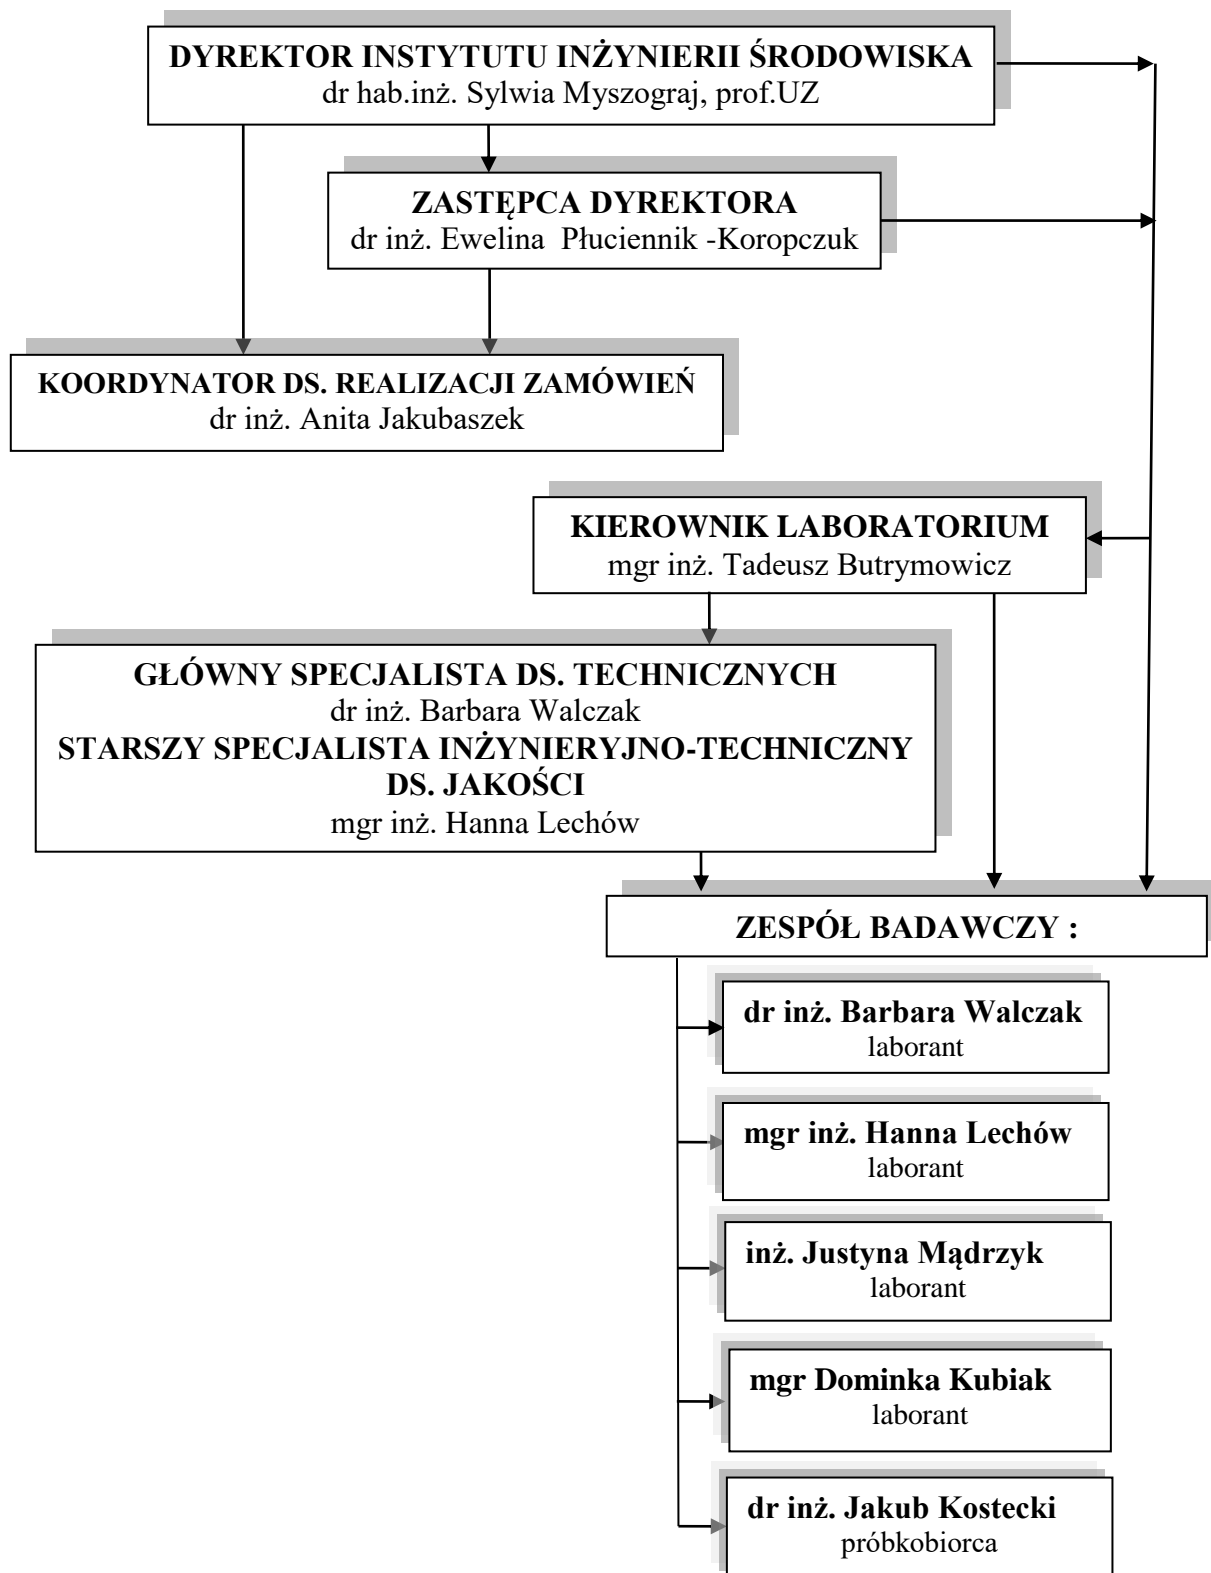 DYREKTOR INSTYTUTU INŻYNIERII ŚRODOWISKA
dr hab.inż. Sylwia Myszograj, prof.UZ
ZASTĘPCA DYREKTORA
dr inż. Ewelina Płuciennik -Koropczuk
KOORDYNATOR DS. REALIZACJI ZAMÓWIEŃ
dr inż. Anita Jakubaszek
KIEROWNIK LABORATORIUM
mgr inż. Tadeusz Butrymowicz
GŁÓWNY SPECJALISTA DS. TECHNICZNYCH
dr inż. Barbara Walczak
STARSZY SPECJALISTA INŻYNIERYJNO-TECHNICZNY
DS. JAKOŚCI
mgr inż. Hanna Lechów
ZESPÓŁ BADAWCZY :
dr inż. Barbara Walczak
laborant
mgr inż. Hanna Lechów
laborant
inż. Justyna Mądrzyk
laborant
mgr Dominka Kubiak
laborant
dr inż. Jakub Kostecki
próbkobiorca